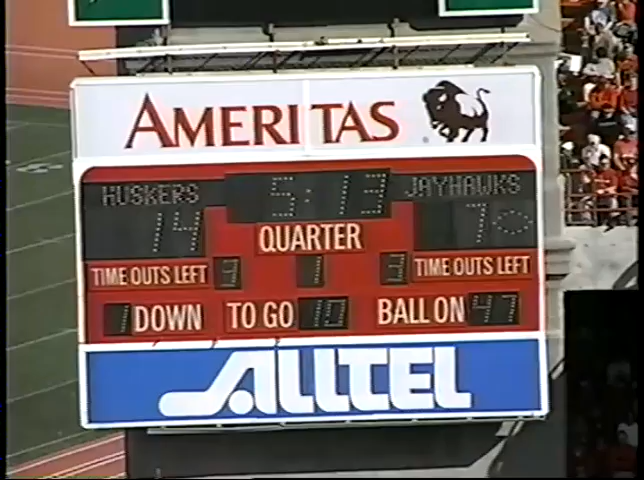 AMERITAS
HUSKERS 5:13 JAYHAWKS
14 7
QUARTER
TIME OUTS LEFT 3 1 3 TIME OUTS LEFT
1 DOWN TO GO 10 BALL ON 47
ALLTEL